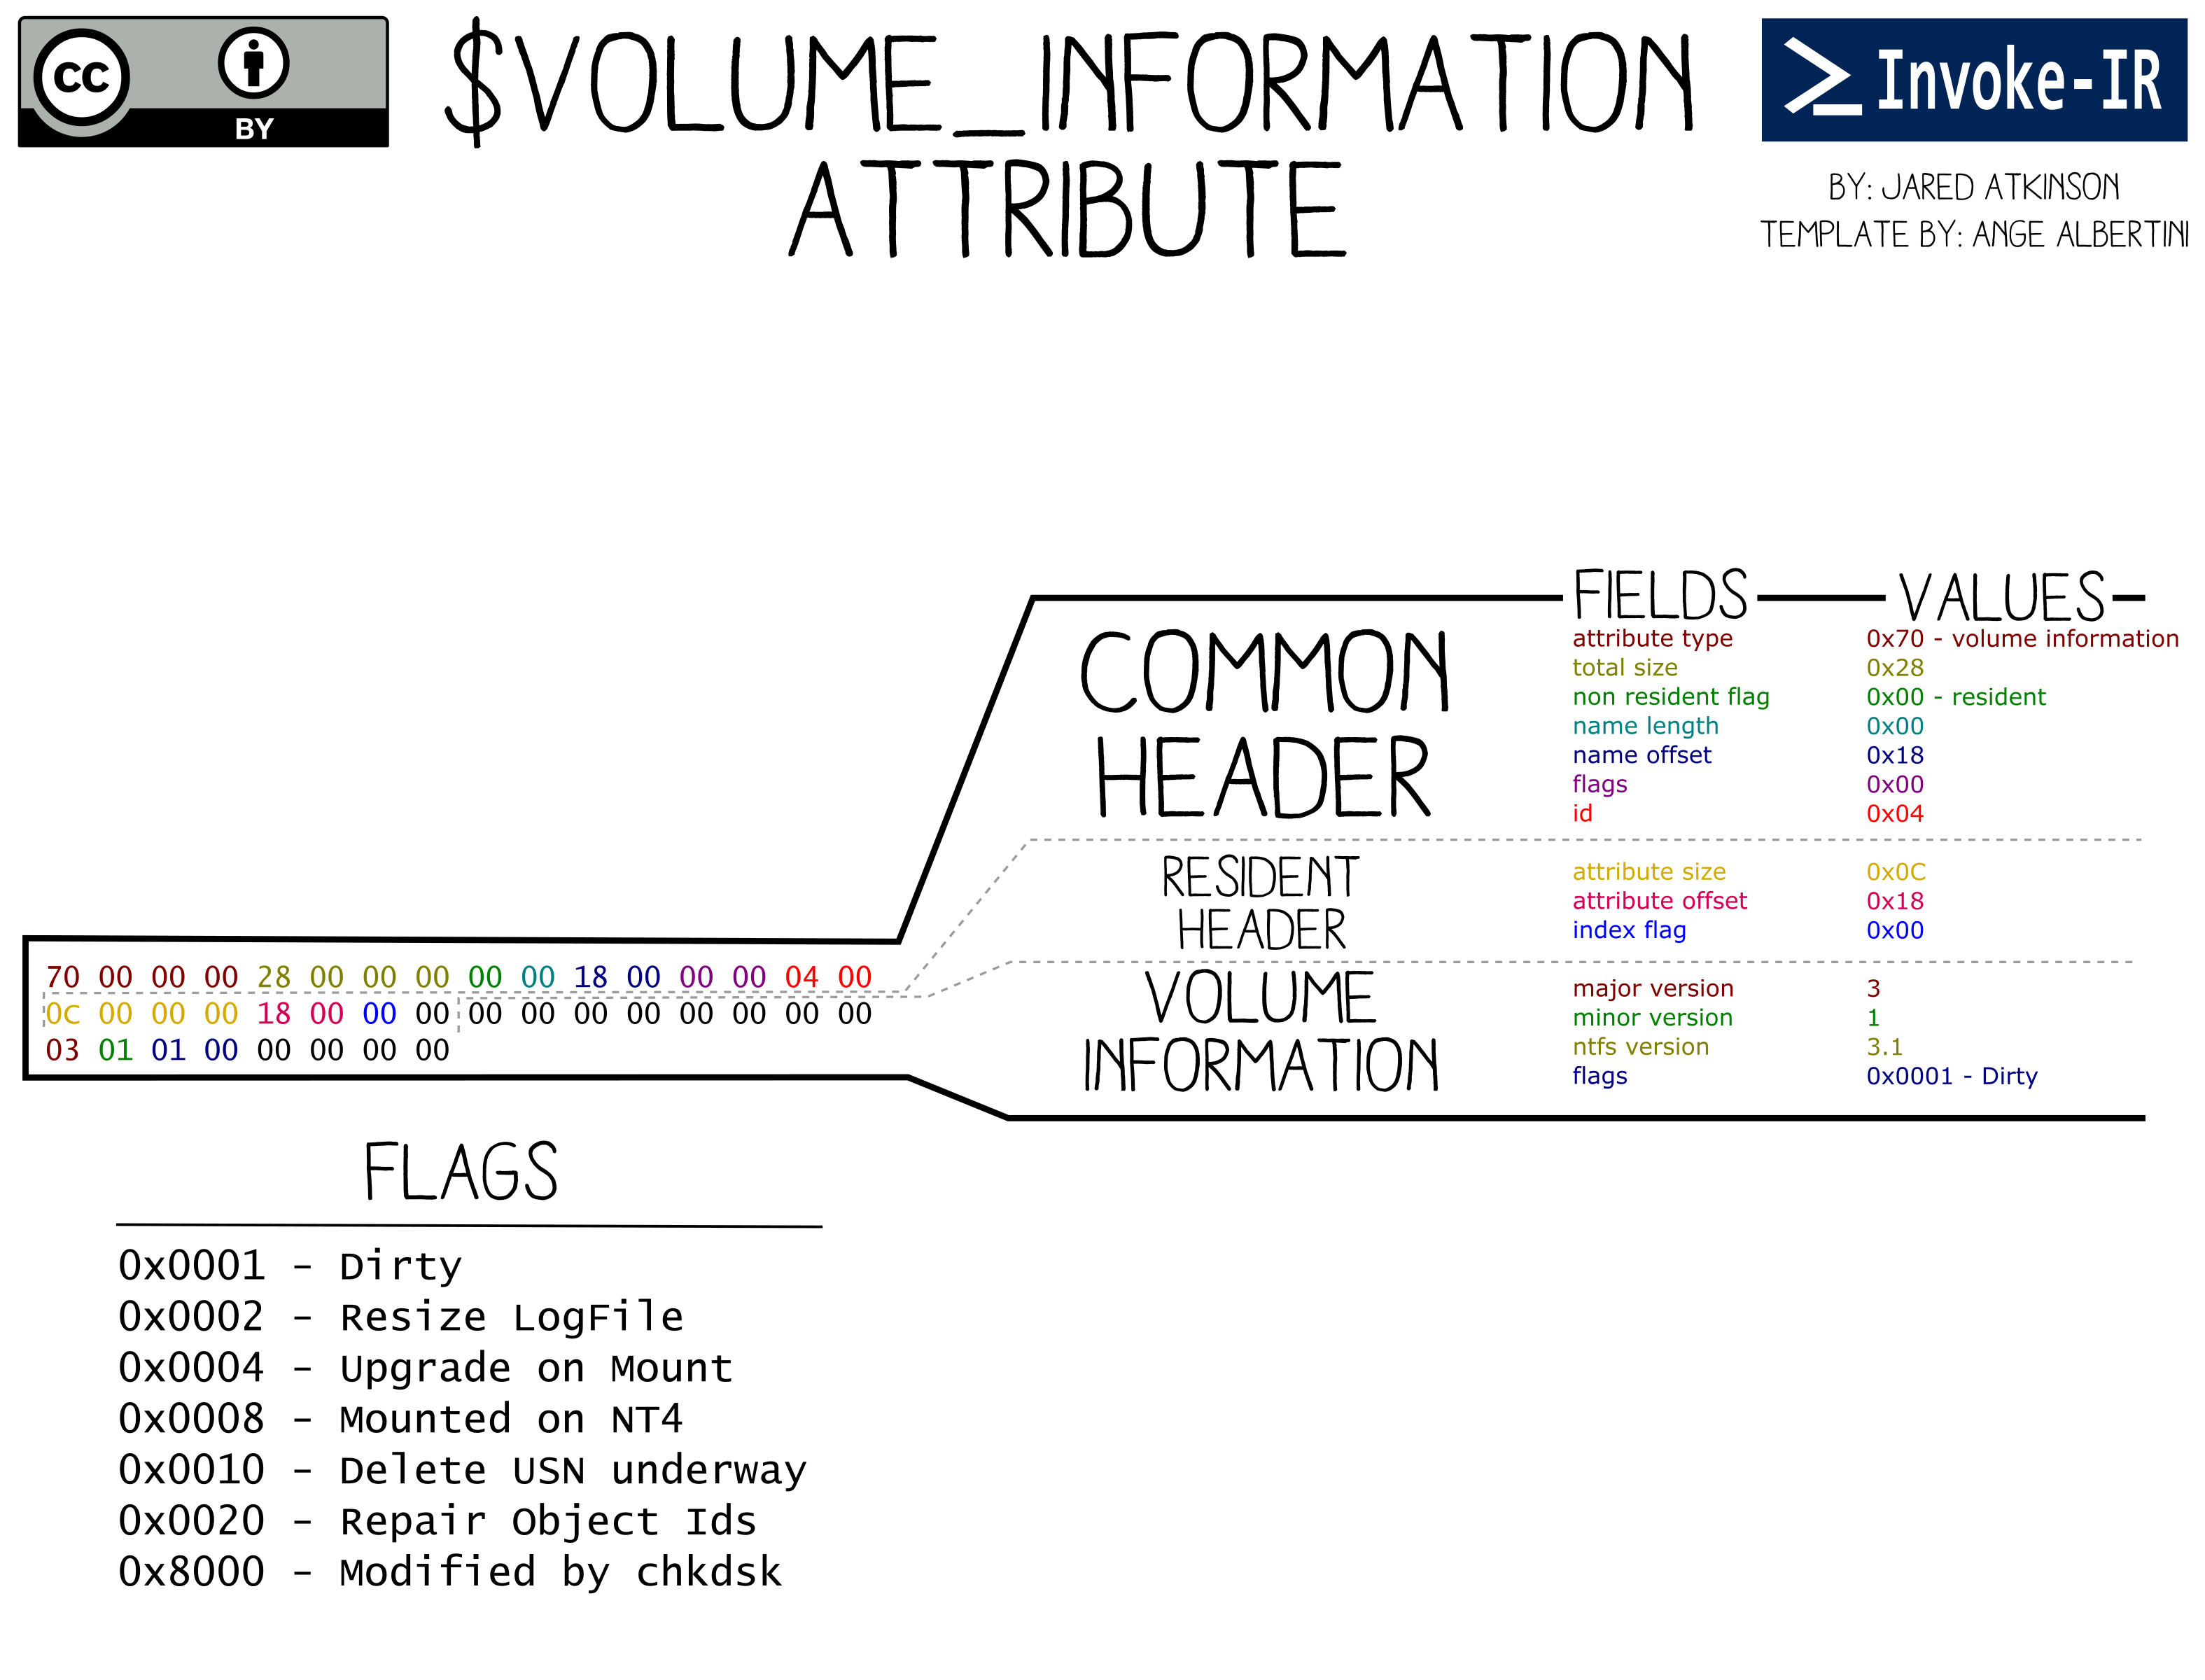 cc
BY
$VOLUME_INFORMATION
ATTRIBUTE
Invoke-IR
BY: JARED ATKINSON
TEMPLATE BY: ANGE ALBERTINI
FIELDS VALUES
COMMON
HEADER
attribute type 0x70 - volume information
total size 0x28
non resident flag 0x00 - resident
name length 0x00
name offset 0x18
flags 0x00
id 0x04
RESIDENT
HEADER
attribute size 0x0C
attribute offset 0x18
index flag 0x00
VOLUME
INFORMATION
major version 3
minor version 1
ntfs version 3.1
flags 0x0001 - Dirty
70 00 00 00 28 00 00 00 00 00 18 00 00 00 04 00
0C 00 00 00 18 00 00 00 00 00 00 00 00 00 00 00
03 01 01 00 00 00 00 00
FLAGS
0x0001 - Dirty
0x0002 - Resize LogFile
0x0004 - Upgrade on Mount
0x0008 - Mounted on NT4
0x0010 - Delete USN underway
0x0020 - Repair Object Ids
0x8000 - Modified by chkdsk